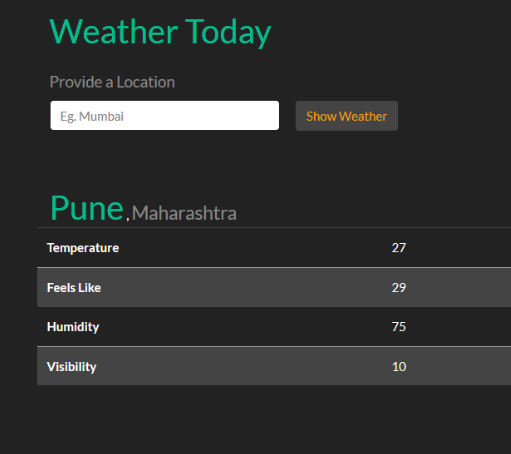 Weather Today
Provide a Location
Eg. Mumbai Show Weather
Pune , Maharashtra
Temperature 27
Feels Like 29
Humidity 75
Visibility 10